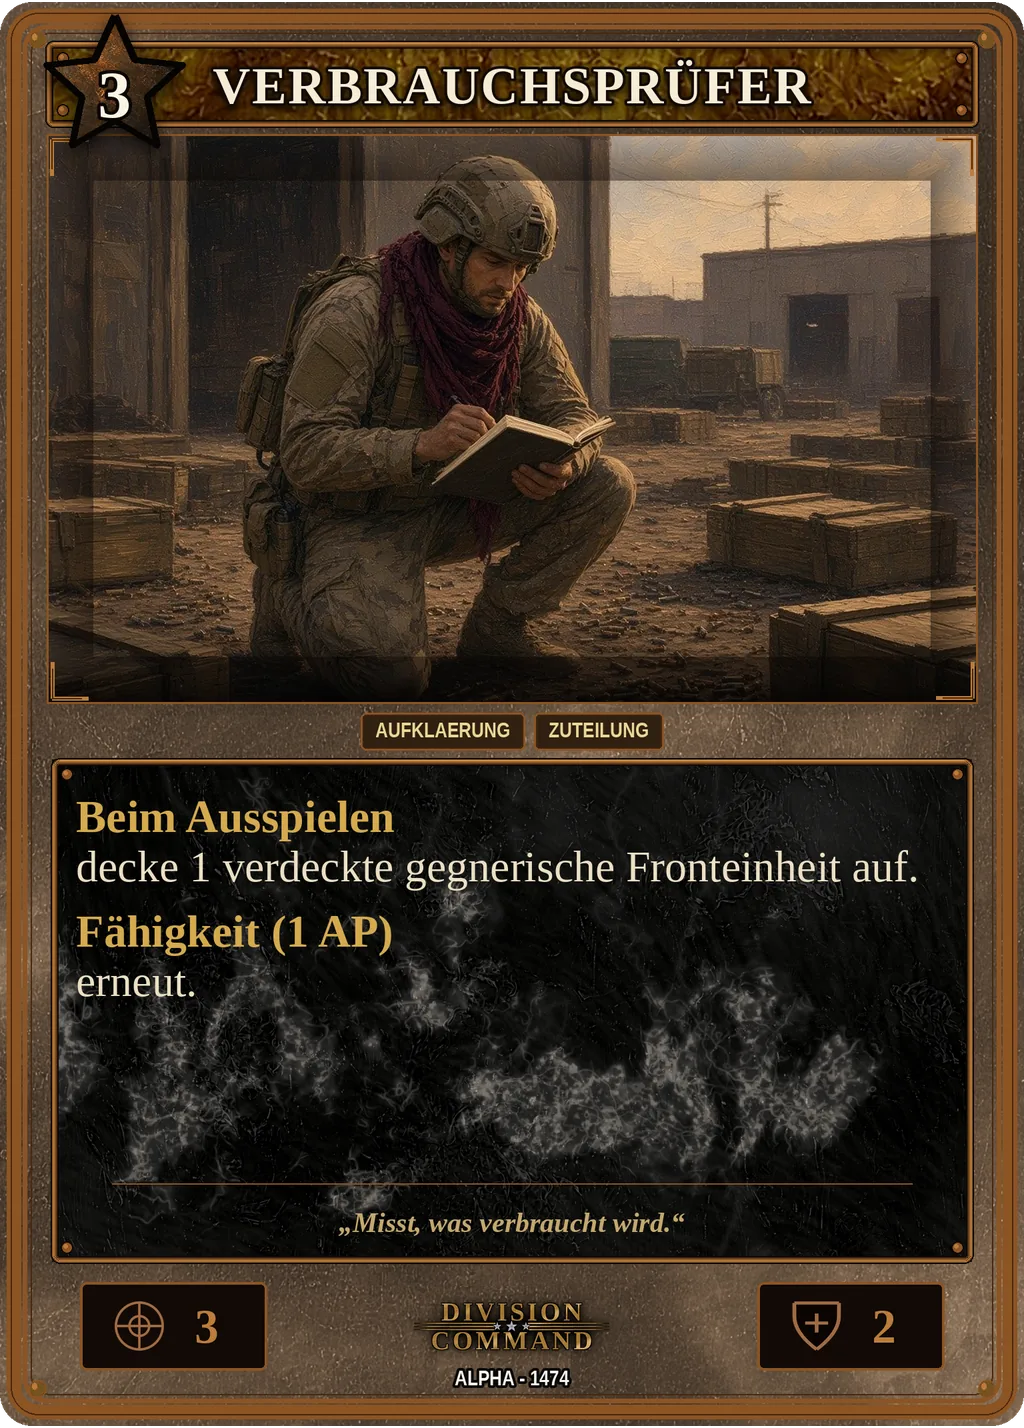 3
VERBRAUCHSPRÜFER
AUFKLAERUNG ZUTEILUNG
Beim Ausspielen
decke 1 verdeckte gegnerische Fronteinheit auf.
Fähigkeit (1 AP)
erneut.
„Misst, was verbraucht wird.“
3
DIVISION
COMMAND
ALPHA - 1474
2